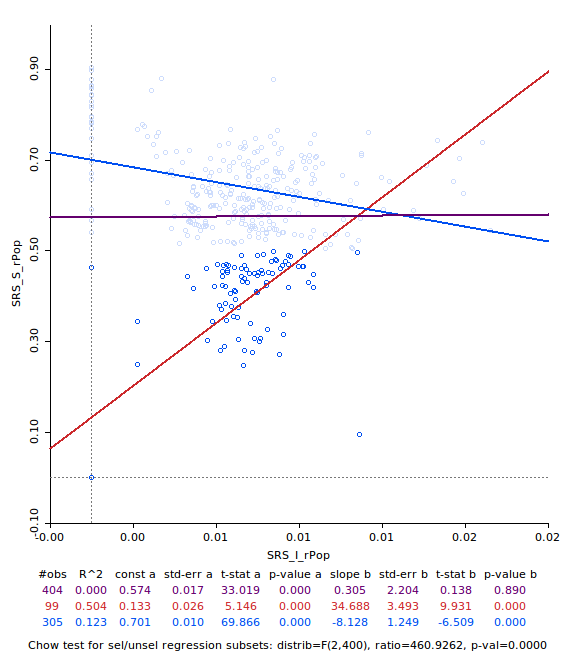 0.90
0.70
0.50
0.30
0.10
-0.10
SRS_S_rPop
-0.00 0.00 0.01 0.01 0.01 0.02 0.02
SRS_I_rPop
#obs R^2 const a std-err a t-stat a p-value a slope b std-err b t-stat b p-value b
404 0.000 0.574 0.017 33.019 0.000 0.305 2.204 0.138 0.890
99 0.504 0.133 0.026 5.146 0.000 34.688 3.493 9.931 0.000
305 0.123 0.701 0.010 69.866 0.000 -8.128 1.249 -6.509 0.000
Chow test for sel/unsel regression subsets: distrib=F(2,400), ratio=460.9262, p-val=0.0000